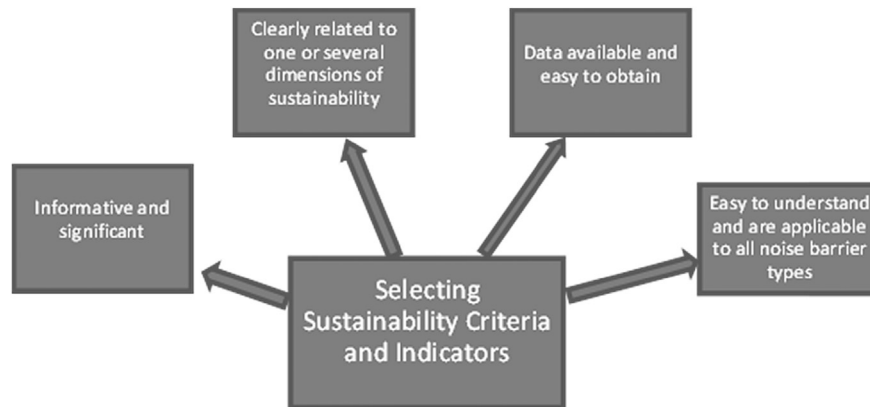 Clearly related to
one or several
dimensions of
sustainability
Data available and
easy to obtain
Informative and
significant
Easy to understand
and are applicable
to all noise barrier
types
Selecting
Sustainability Criteria
and Indicators